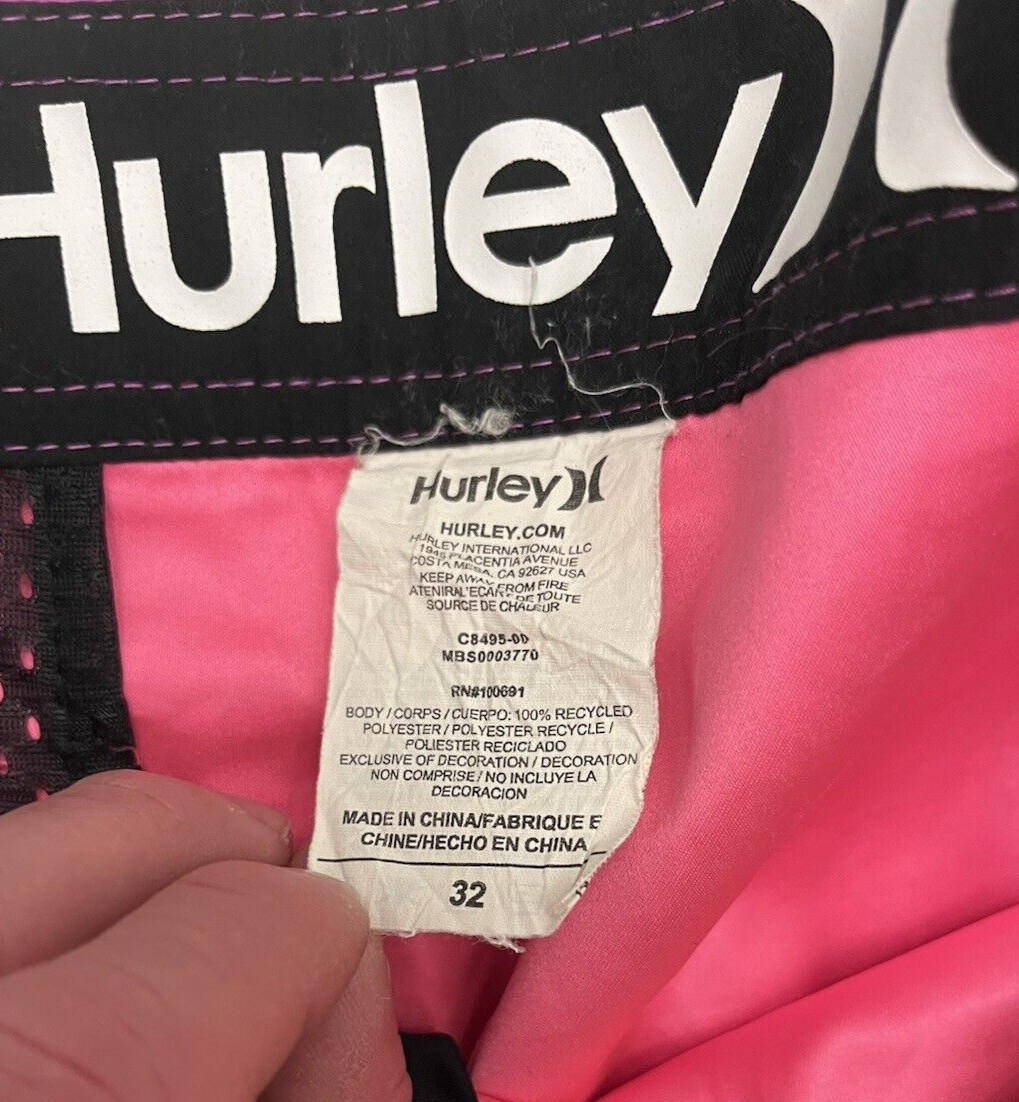 Hurley
Hurley
HURLEY.COM
HURLEY INTERNATIONAL LLC
1945 PLACENTIA AVENUE
COSTA MESA, CA 92627 USA
KEEP AWAY FROM FIRE
ATENIR L'ECART DE TOUTE
SOURCE DE CHALEUR
C8495-00
MBS0003770
RN#100691
BODY / CORPS / CUERPO: 100% RECYCLED
POLYESTER / POLYESTER RECYCLE /
POLIESTER RECICLADO
EXCLUSIVE OF DECORATION / DECORATION
NON COMPRISE / NO INCLUYE LA
DECORACION
MADE IN CHINA/FABRIQUE E
CHINE/HECHO EN CHINA
32